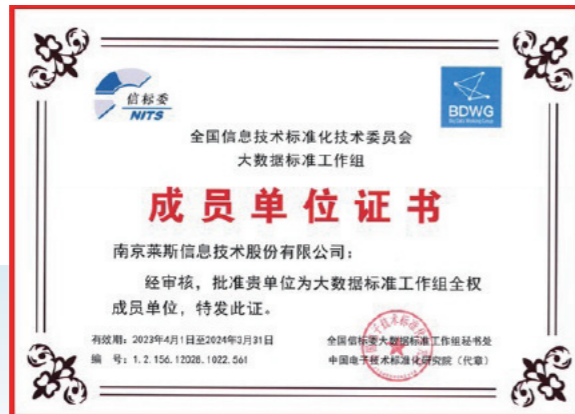 信标委
NITS
BDWG
Big Data Working Group
全国信息技术标准化技术委员会
大数据标准工作组
成员单位证书
南京莱斯信息技术股份有限公司：
经审核，批准贵单位为大数据标准工作组全权
成员单位，特发此证。
有效期：2023年4月1日至2024年3月31日
编　号：1.2.156.12028.1022.561
全国信标委大数据标准工作组秘书处
中国电子技术标准化研究院（代章）